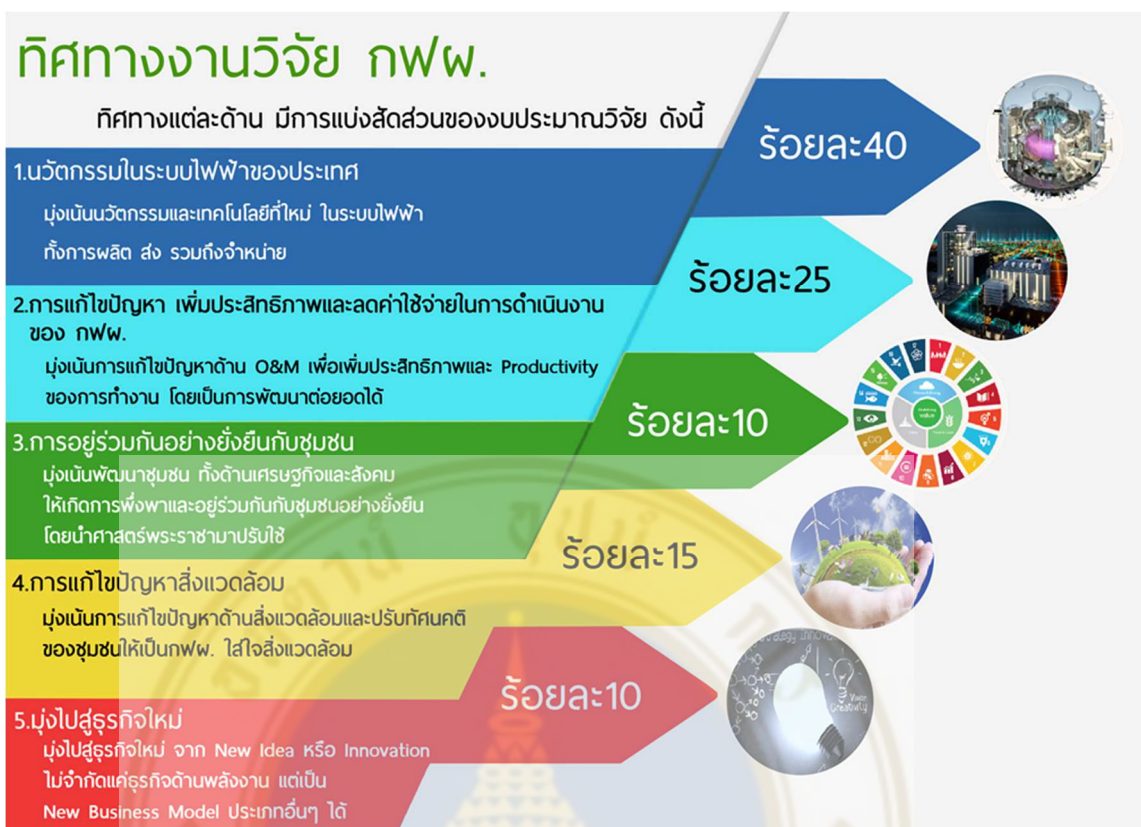 ทิศทางงานวิจัย กฟผ.
ทิศทางแต่ละด้าน มีการแบ่งสัดส่วนของงบประมาณวิจัย ดังนี้
1.นวัตกรรมในระบบไฟฟ้าของประเทศ
มุ่งเน้นนวัตกรรมและเทคโนโลยีที่ใหม่ ในระบบไฟฟ้า
ทั้งการผลิต ส่ง รวมถึงจำหน่าย
ร้อยละ40
2.การแก้ไขปัญหา เพิ่มประสิทธิภาพและลดค่าใช้จ่ายในการดำเนินงาน
ของ กฟผ.
มุ่งเน้นการแก้ไขปัญหาด้าน O&M เพื่อเพิ่มประสิทธิภาพและ Productivity
ของการทำงาน โดยเป็นการพัฒนาต่อยอดได้
ร้อยละ25
3.การอยู่ร่วมกันอย่างยั่งยืนกับชุมชน
มุ่งเน้นพัฒนาชุมชน ทั้งด้านเศรษฐกิจและสังคม
ให้เกิดการพึ่งพาและอยู่ร่วมกันกับชุมชนอย่างยั่งยืน
โดยนำศาสตร์พระราชามาปรับใช้
ร้อยละ10
4.การแก้ไขปัญหาสิ่งแวดล้อม
มุ่งเน้นการแก้ไขปัญหาด้านสิ่งแวดล้อมและปรับทัศนคติ
ของชุมชนให้เป็นกฟผ. ใส่ใจสิ่งแวดล้อม
ร้อยละ15
5.มุ่งไปสู่ธุรกิจใหม่
มุ่งไปสู่ธุรกิจใหม่ จาก New Idea หรือ Innovation
ไม่จำกัดแค่ธุรกิจด้านพลังงาน แต่เป็น
New Business Model ประเภทอื่นๆ ได้
ร้อยละ10
Creativity